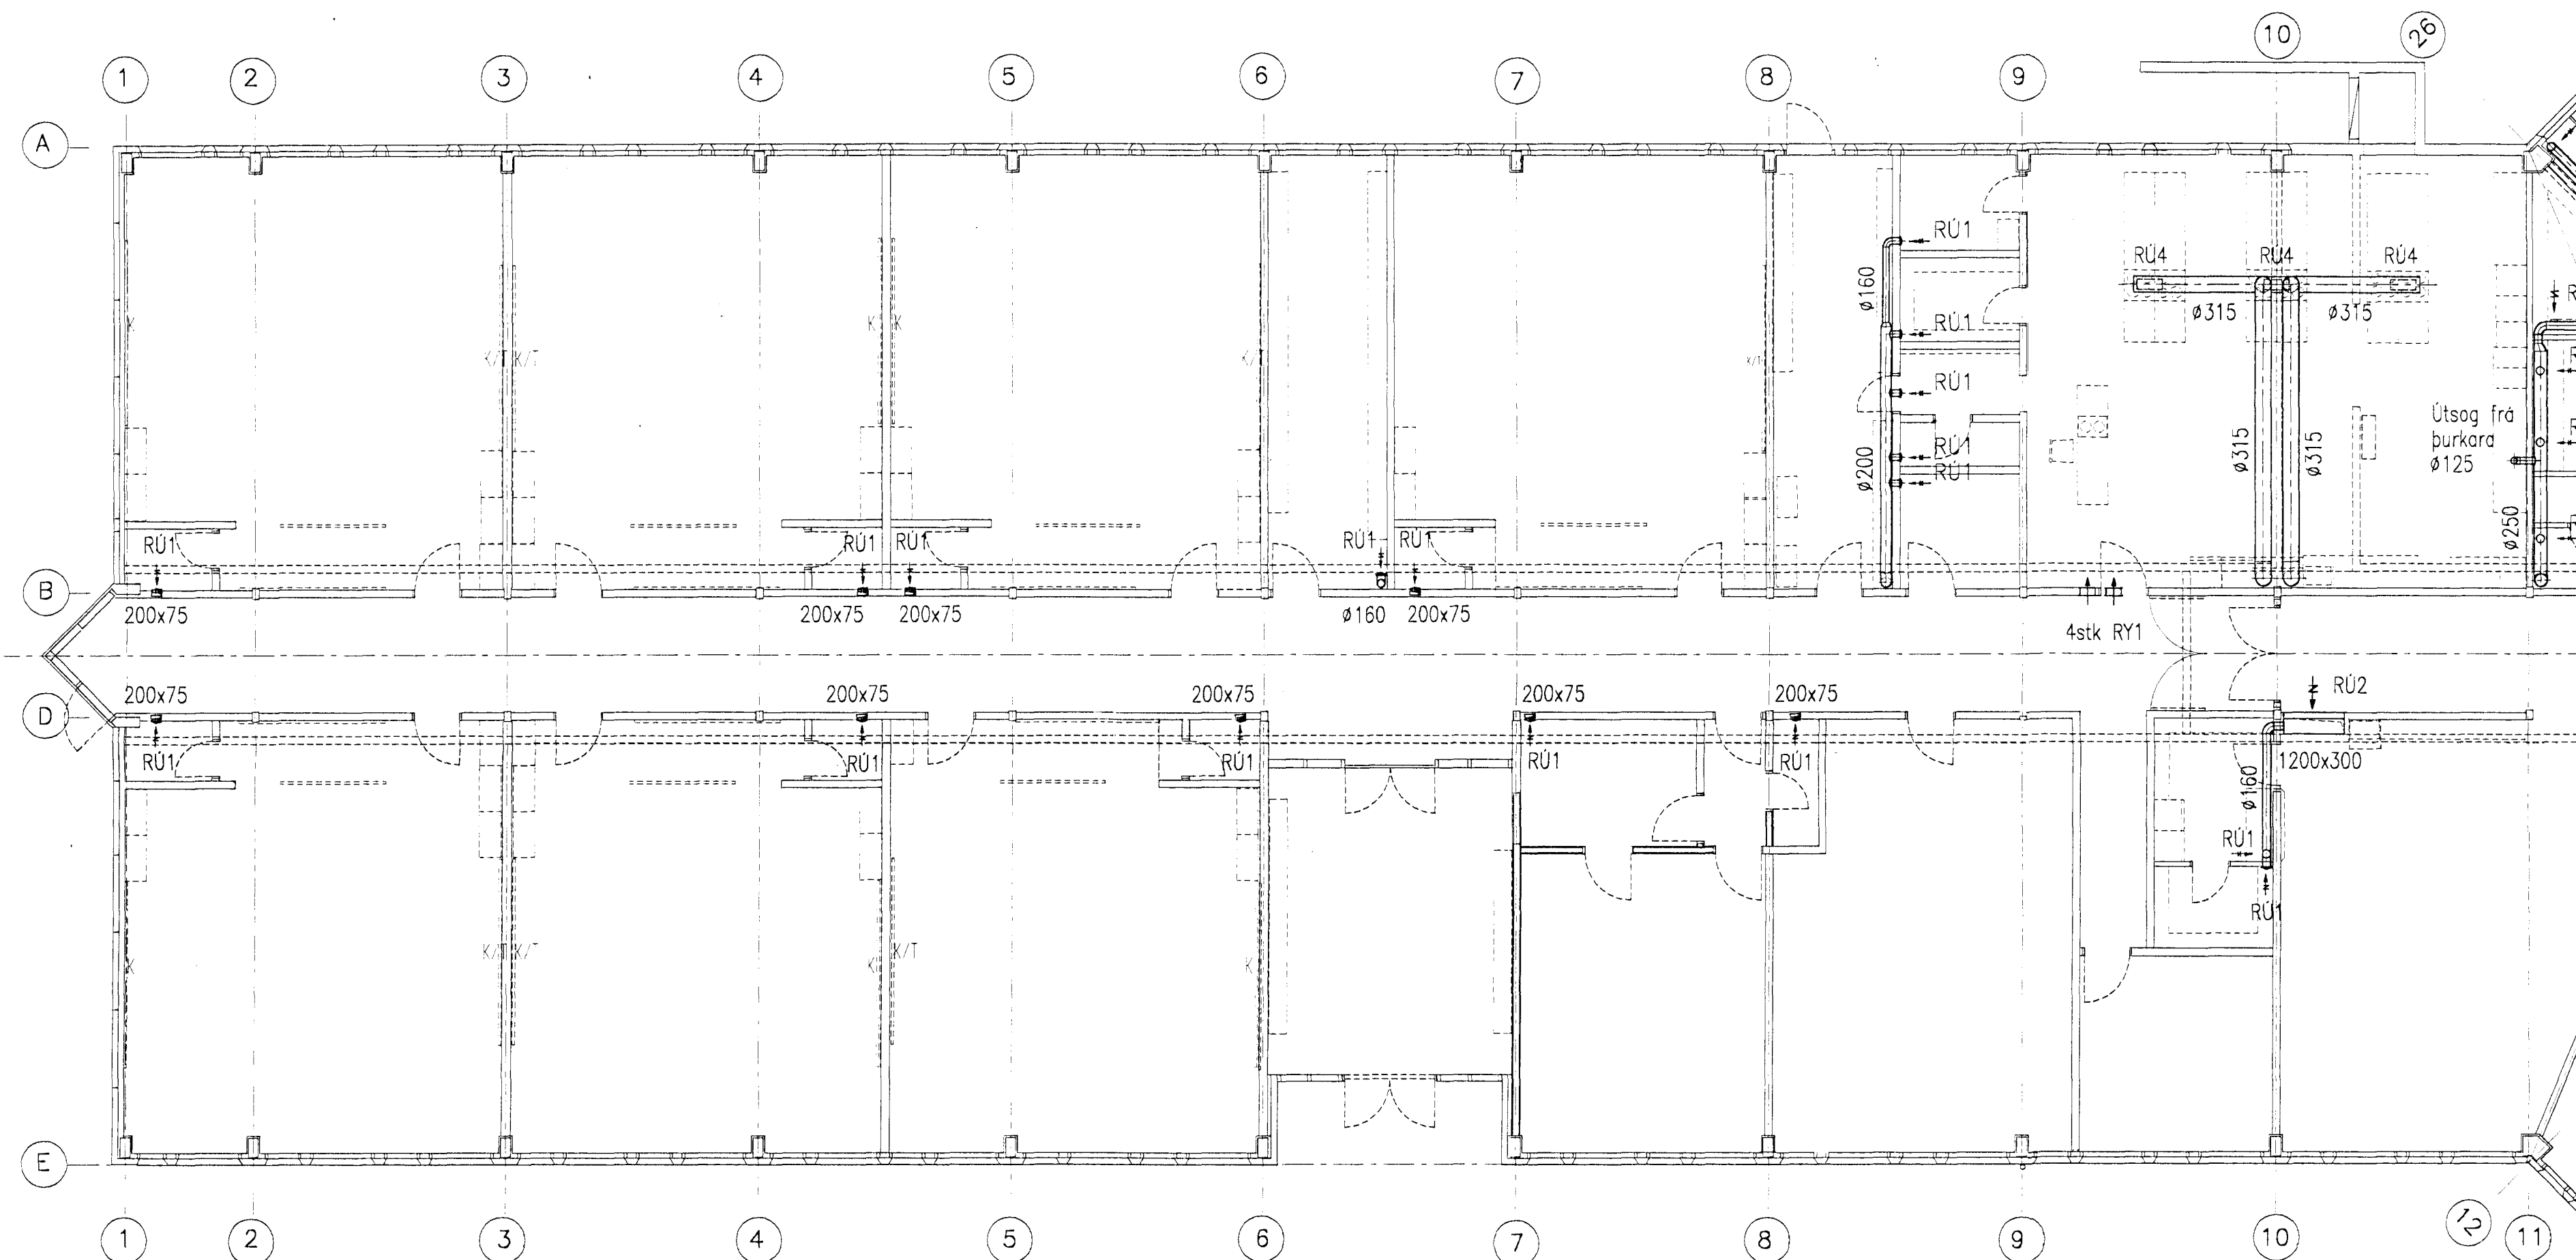 10
26
1
2
3
4
5
6
7
8
9
A
RÚ1
RÚ4
RÚ4
RÚ4
Ø160
Ø315
Ø315
K
K
K
K/T
K/T
K/T
K/T
RÚ1
RÚ1
Útsog frá
þurkara
Ø125
Ø200
RÚ1
RÚ1
Ø315
Ø315
Ø250
RÚ1
RÚ1
RÚ1
RÚ1
RÚ1
B
200x75
200x75
200x75
Ø160
200x75
4stk RY1
D
200x75
200x75
200x75
200x75
200x75
RÚ2
RÚ1
RÚ1
RÚ1
RÚ1
RÚ1
1200x300
Ø160
RÚ1
RÚ1
K
K/T
K/T
K
K/T
K
E
1
2
3
4
5
6
7
8
9
10
12
11